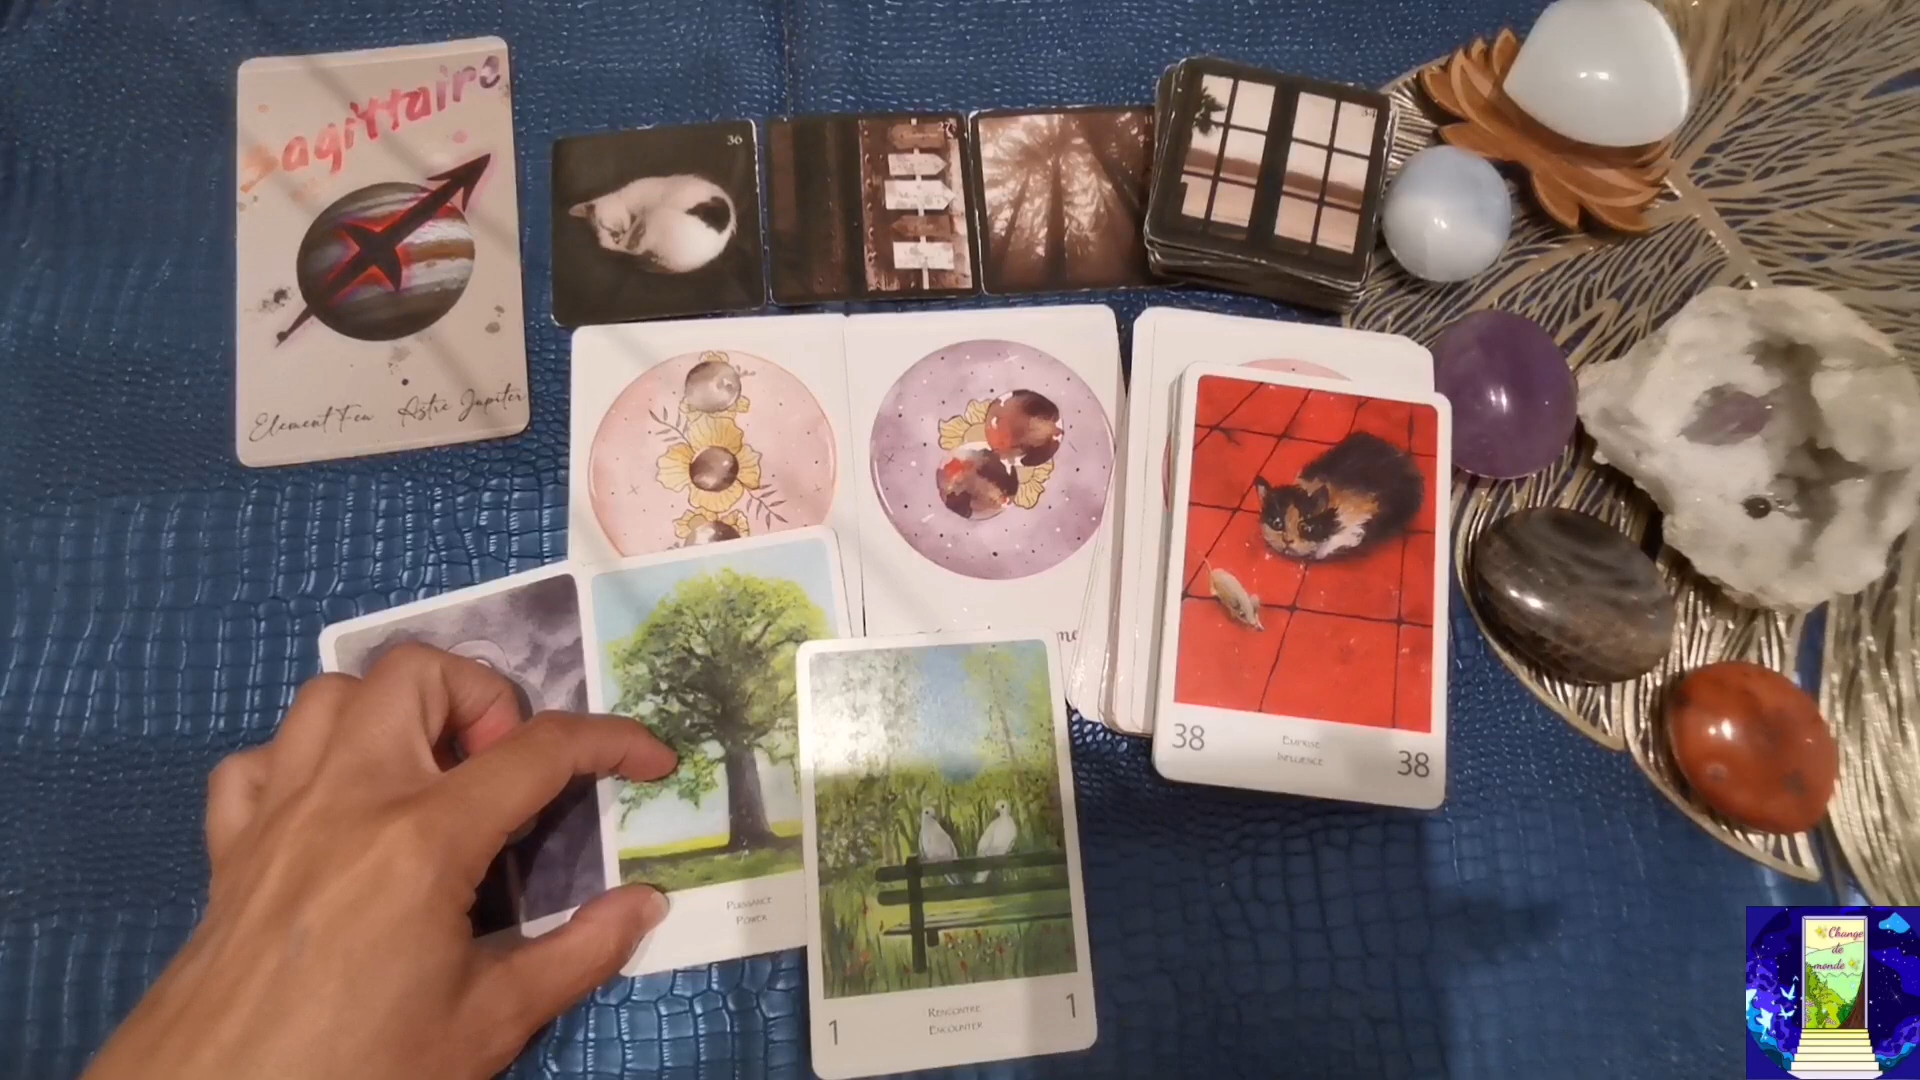 Sagittaire
Element Feu Astre Jupiter
36
34
38
Emprise
Influence
38
Puissance
Power
1
Rencontre
Encounter
1
Change
de
monde